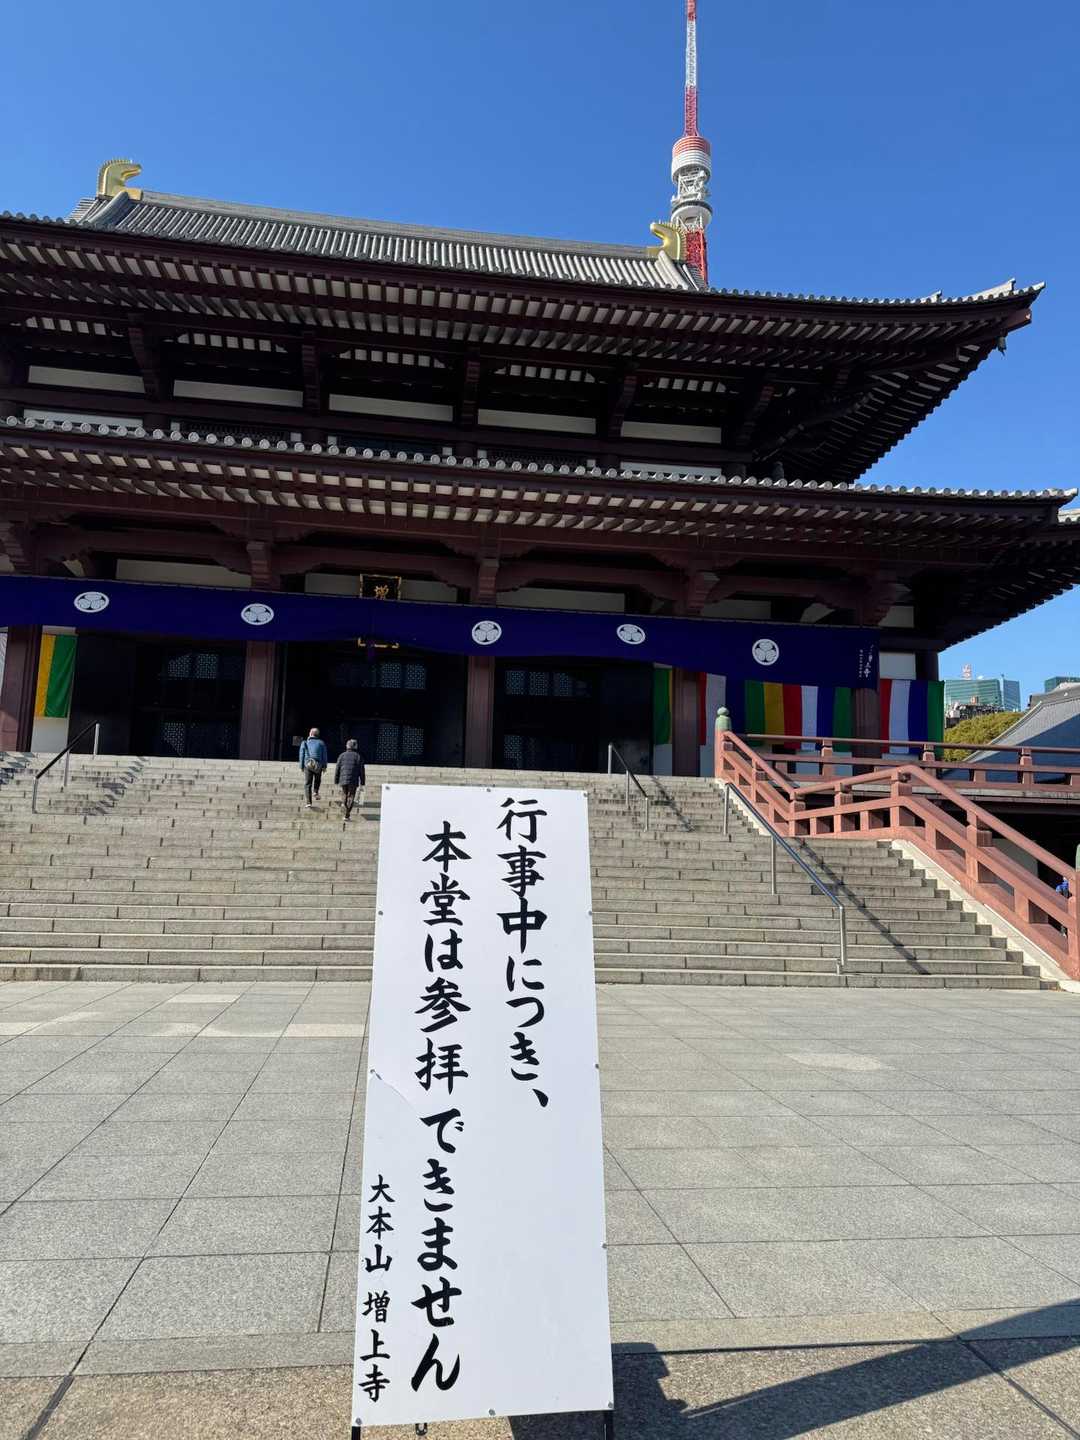 行事中につき、
本堂は参拝できません
大本山 増上寺
増